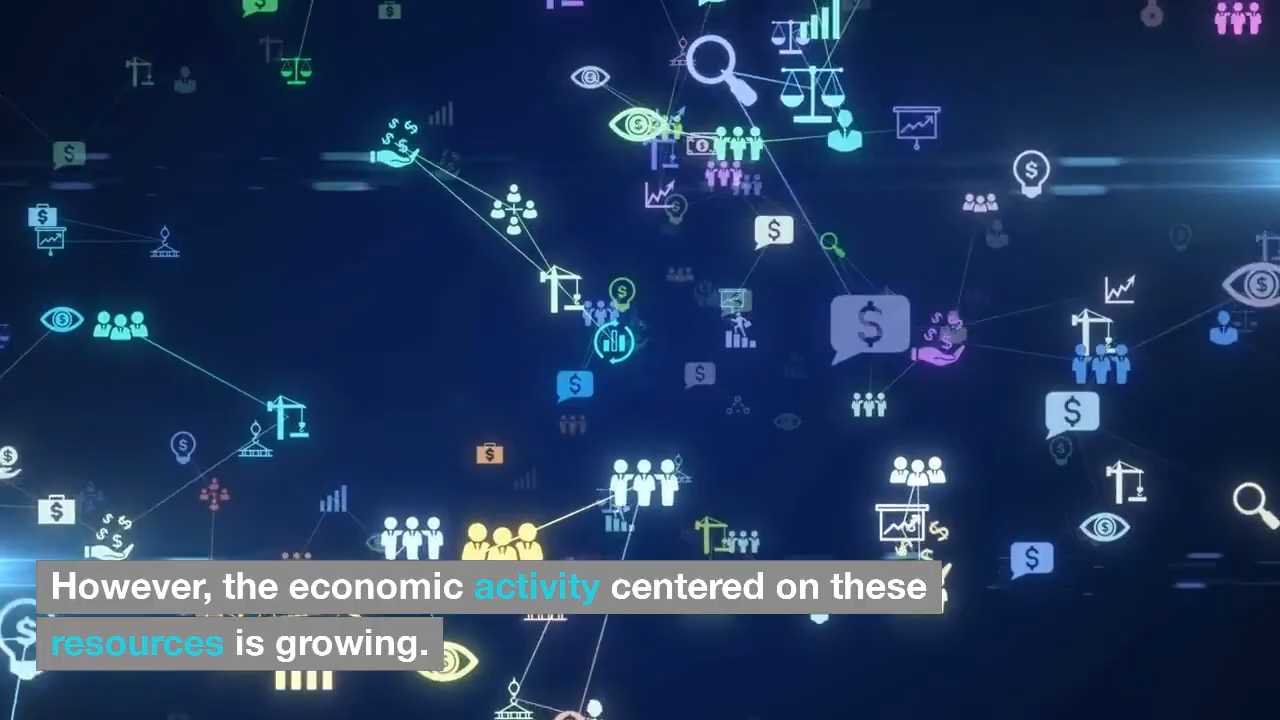 However, the economic activity centered on these
resources is growing.